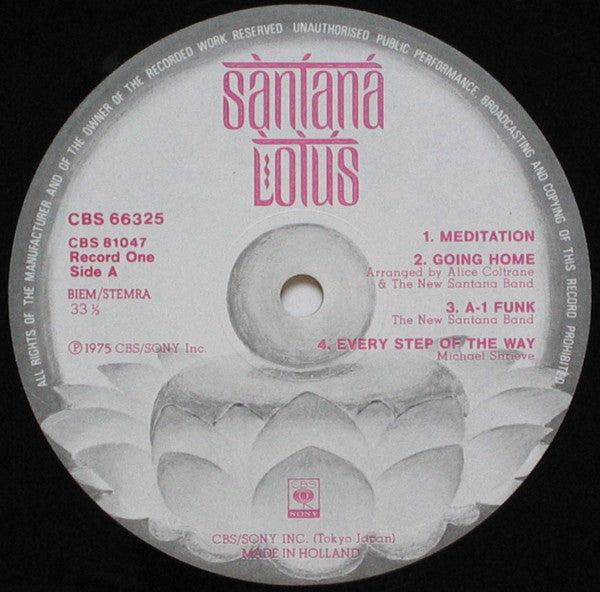 ALL RIGHTS OF THE MANUFACTURER AND OF THE OWNER OF THE RECORDED WORK RESERVED UNAUTHORISED PUBLIC PERFORMANCE, BROADCASTING AND COPYING OF THIS RECORD PROHIBITED
Santana
Lotus
CBS 66325
CBS 81047
Record One
Side A
BIEM/STEMRA
33 ⅓
Ⓟ 1975 CBS/SONY Inc.
1. MEDITATION
2. GOING HOME
Arranged by Alice Coltrane
& The New Santana Band
3. A-1 FUNK
The New Santana Band
4. EVERY STEP OF THE WAY
Michael Shrieve
CBS
SONY
CBS/SONY INC. (Tokyo Japan)
MADE IN HOLLAND